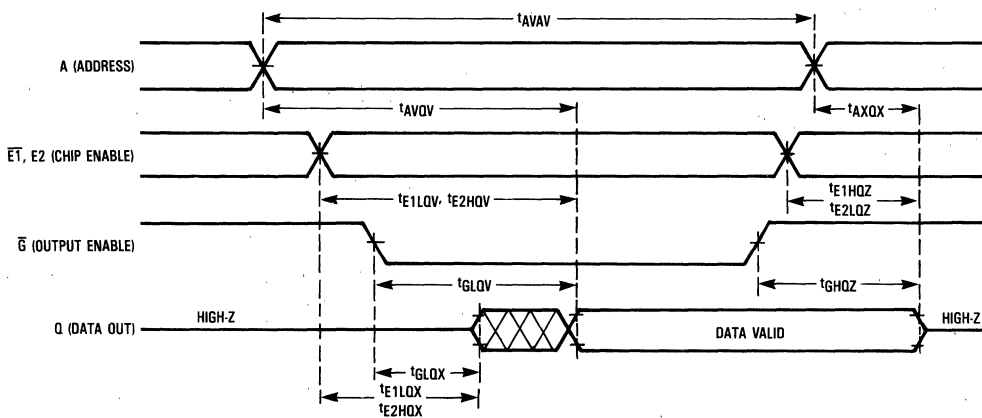 tAVAV
A (ADDRESS)
tAVQV
tAXQX
E1, E2 (CHIP ENABLE)
tE1LQV, tE2HQV
tE1HQZ
tE2LQZ
G (OUTPUT ENABLE)
tGLQV
tGHQZ
Q (DATA OUT)
HIGH-Z
DATA VALID
HIGH-Z
tGLQX
tE1LQX
tE2HQX